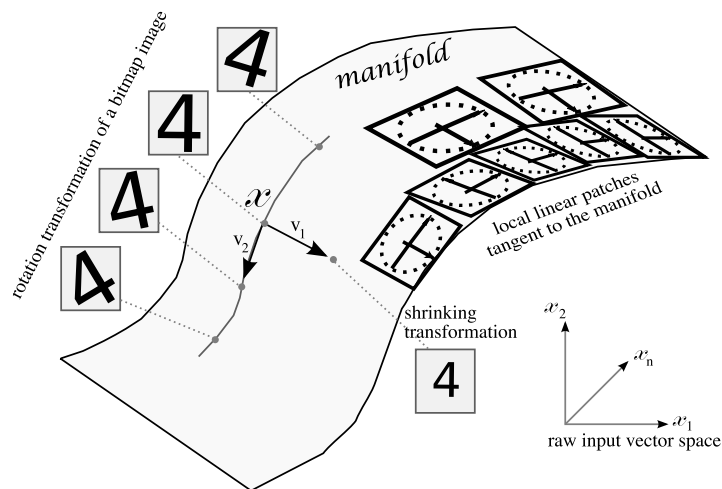 rotation transformation of a bitmap image
4
4
4
4
manifold
x
v1
v2
local linear patches
tangent to the manifold
shrinking
transformation
4
x2
xn
x1
raw input vector space